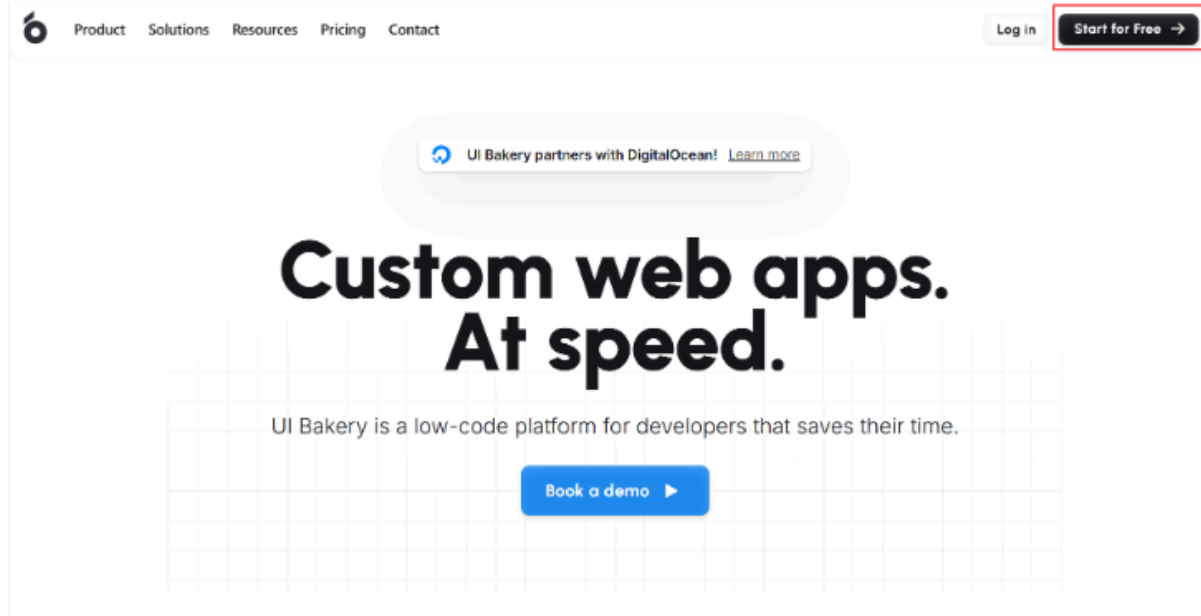 Product Solutions Resources Pricing Contact Log in Start for Free →
UI Bakery partners with DigitalOcean! Learn more
Custom web apps.
At speed.
UI Bakery is a low-code platform for developers that saves their time.
Book a demo